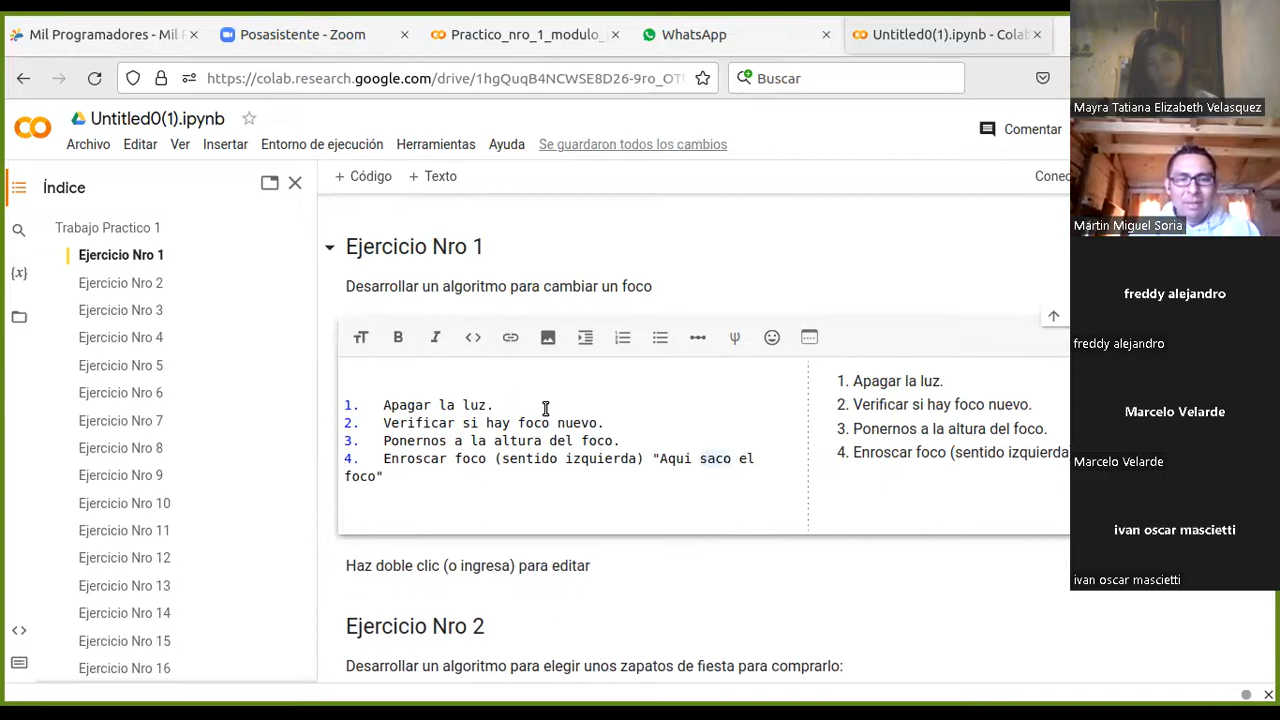 Mil Programadores - Mil F
Posasistente - Zoom
Practico_nro_1_modulo_
WhatsApp
Untitled0(1).ipynb - Colab
https://colab.research.google.com/drive/1hgQuqB4NCWSE8D26-9ro_OT
Buscar
Untitled0(1).ipynb
Comentar
Archivo Editar Ver Insertar Entorno de ejecución Herramientas Ayuda Se guardaron todos los cambios
+ Código + Texto
Conec
Índice
Trabajo Practico 1
Ejercicio Nro 1
Ejercicio Nro 2
Ejercicio Nro 3
Ejercicio Nro 4
Ejercicio Nro 5
Ejercicio Nro 6
Ejercicio Nro 7
Ejercicio Nro 8
Ejercicio Nro 9
Ejercicio Nro 10
Ejercicio Nro 11
Ejercicio Nro 12
Ejercicio Nro 13
Ejercicio Nro 14
Ejercicio Nro 15
Ejercicio Nro 16
Ejercicio Nro 1
Desarrollar un algoritmo para cambiar un foco
1. Apagar la luz.
2. Verificar si hay foco nuevo.
3. Ponernos a la altura del foco.
4. Enroscar foco (sentido izquierda) "Aqui saco el
foco"
1. Apagar la luz.
2. Verificar si hay foco nuevo.
3. Ponernos a la altura del foco.
4. Enroscar foco (sentido izquierda
Haz doble clic (o ingresa) para editar
Ejercicio Nro 2
Desarrollar un algoritmo para elegir unos zapatos de fiesta para comprarlo:
Mayra Tatiana Elizabeth Velasquez
Martin Miguel Soria
freddy alejandro
freddy alejandro
Marcelo Velarde
Marcelo Velarde
ivan oscar mascietti
ivan oscar mascietti